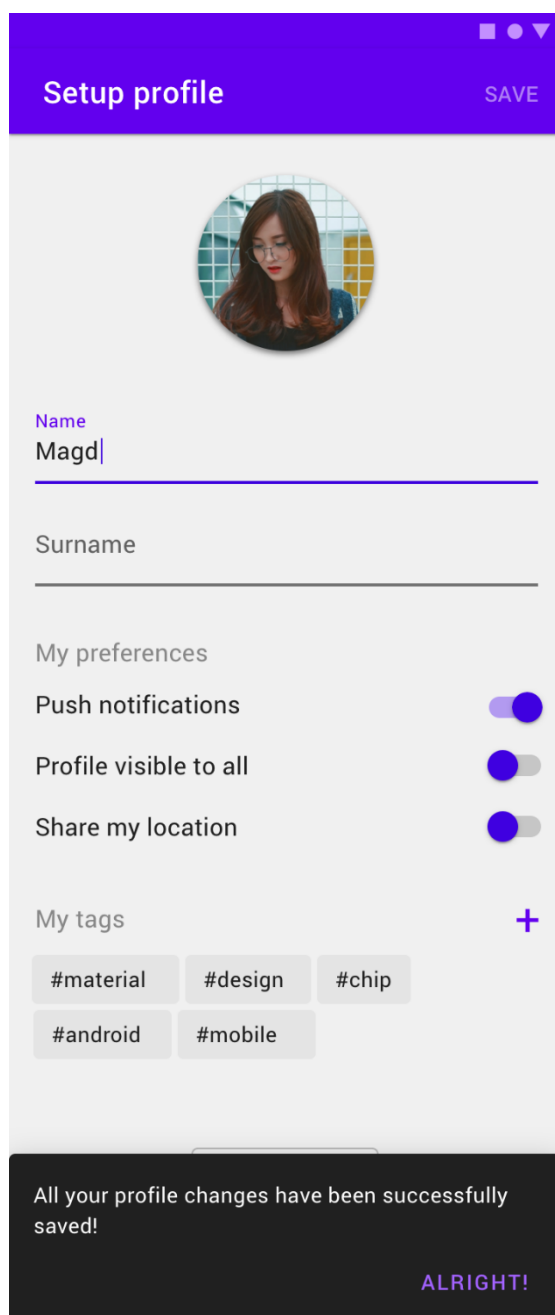 Setup profile
SAVE
Name
Magd
Surname
My preferences
Push notifications
Profile visible to all
Share my location
My tags
+
#material #design #chip
#android #mobile
All your profile changes have been successfully
saved!
ALRIGHT!